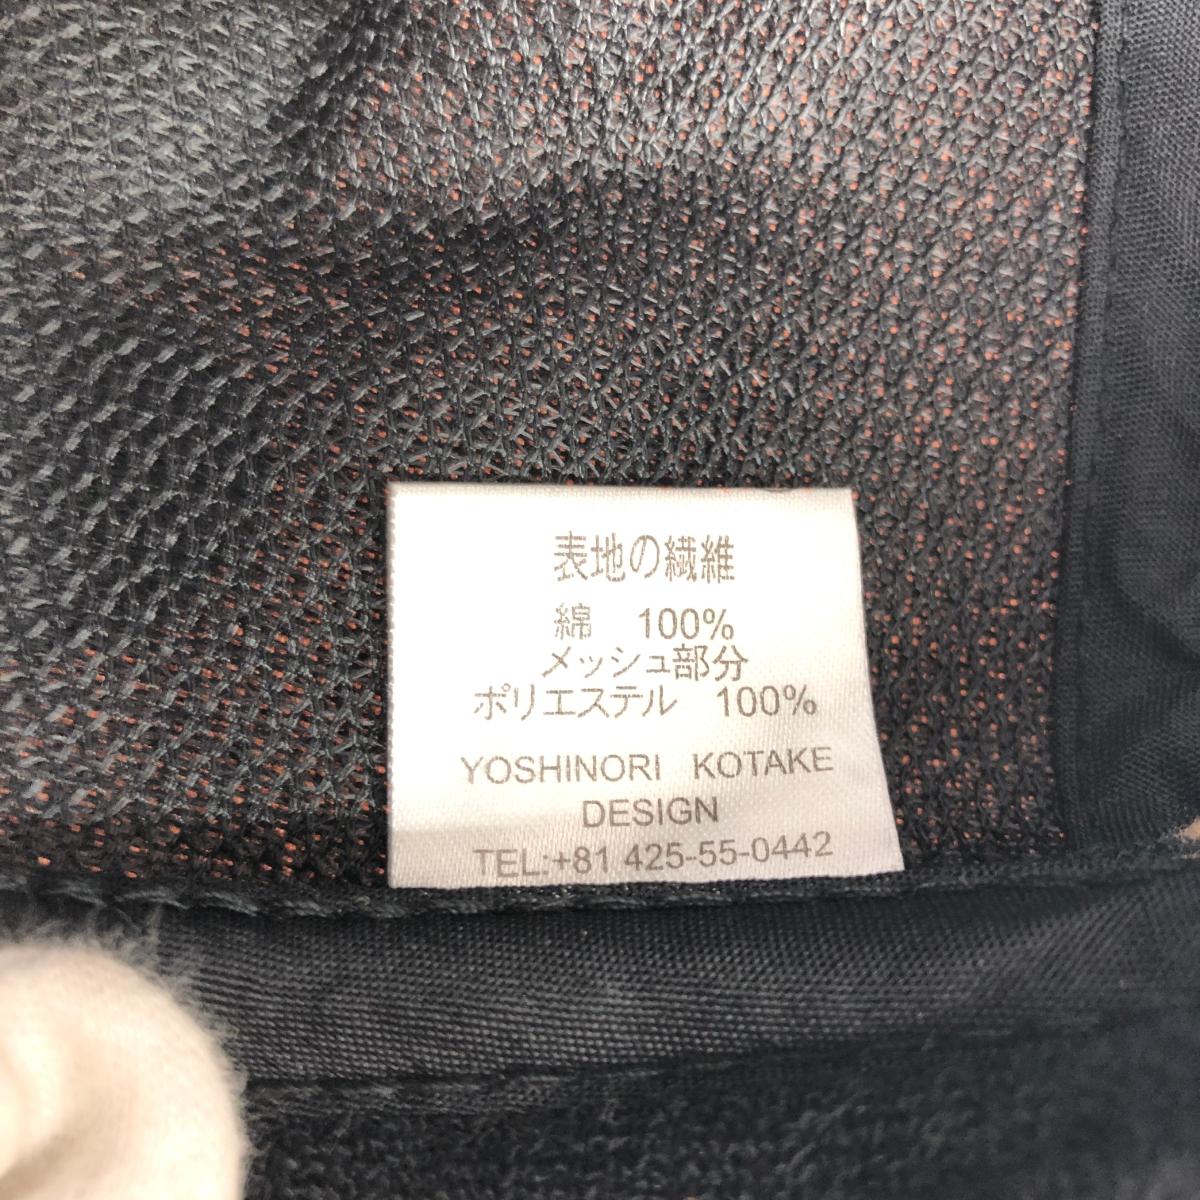 表地の繊維
綿　100%
メッシュ部分
ポリエステル　100%
YOSHINORI KOTAKE
DESIGN
TEL:+81 425-55-0442